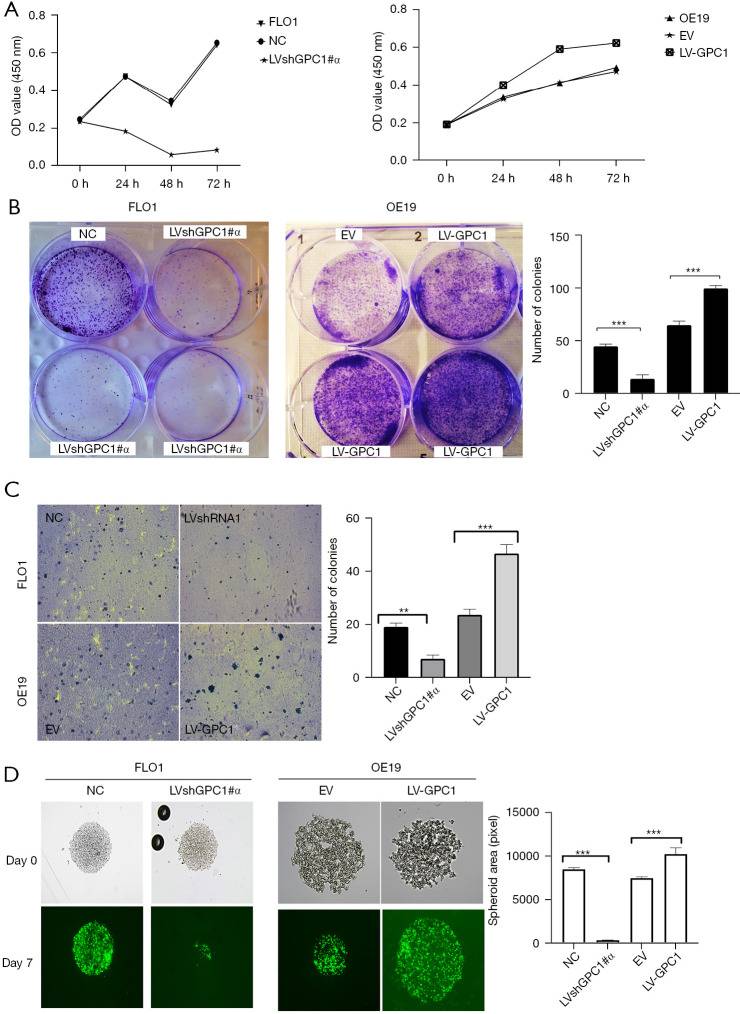 A
OD value (450 nm)
0.8
0.6
0.4
0.2
0.0
0 h 24 h 48 h 72 h
FLO1
NC
LVshGPC1#α
OD value (450 nm)
0.8
0.6
0.4
0.2
0.0
0 h 24 h 48 h 72 h
OE19
EV
LV-GPC1
B
FLO1
NC LVshGPC1#α
LVshGPC1#α LVshGPC1#α
OE19
1 2
EV LV-GPC1
LV-GPC1 LV-GPC1
Number of colonies
150
100
50
0
***
***
NC LVshGPC1#α EV LV-GPC1
C
FLO1
NC LVshRNA1
OE19
EV LV-GPC1
Number of colonies
60
40
20
0
**
***
NC LVshGPC1#α EV LV-GPC1
D
FLO1 OE19
NC LVshGPC1#α EV LV-GPC1
Day 0
Day 7
Spheroid area (pixel)
15000
10000
5000
0
***
***
NC LVshGPC1#α EV LV-GPC1